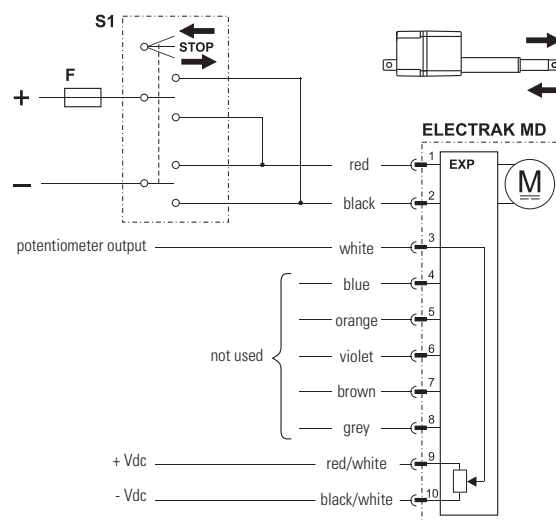 S1
STOP
F
+
−
ELECTRAK MD
EXP
M
red 1
black 2
potentiometer output white 3
blue 4
orange 5
not used violet 6
brown 7
grey 8
+ Vdc red/white 9
- Vdc black/white 10